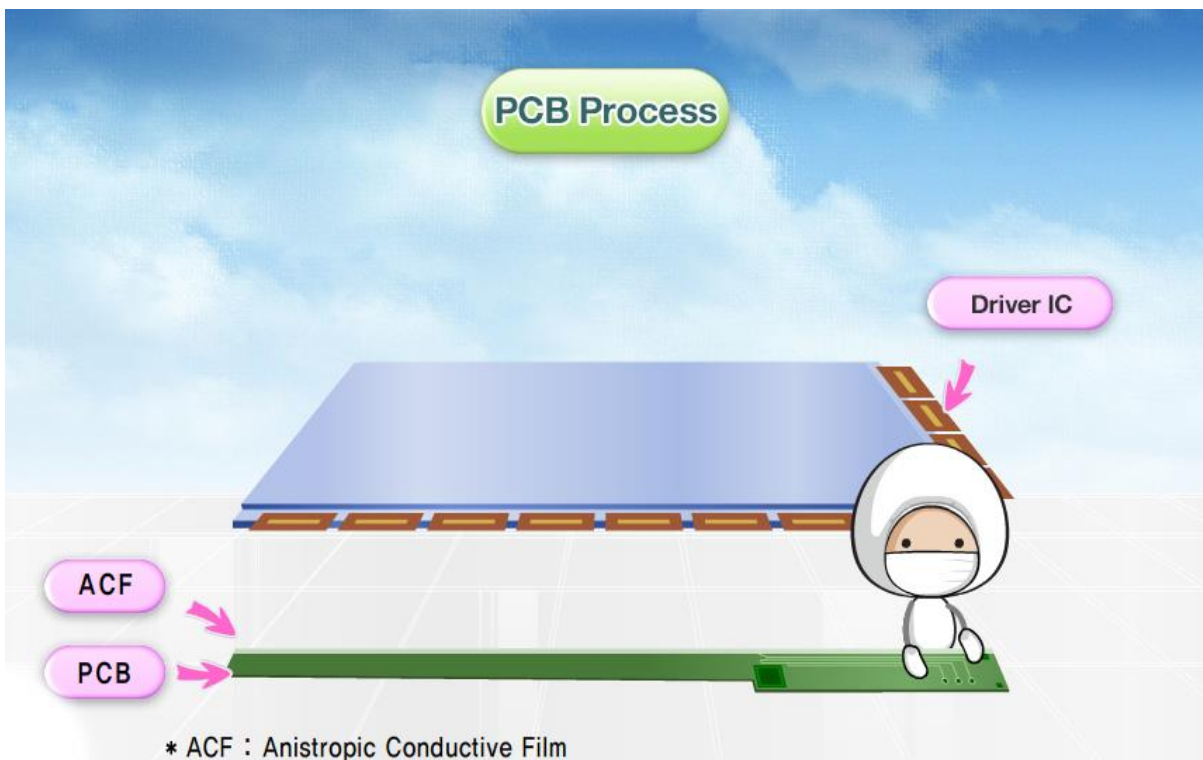 PCB Process
Driver IC
ACF
PCB
* ACF : Anistropic Conductive Film